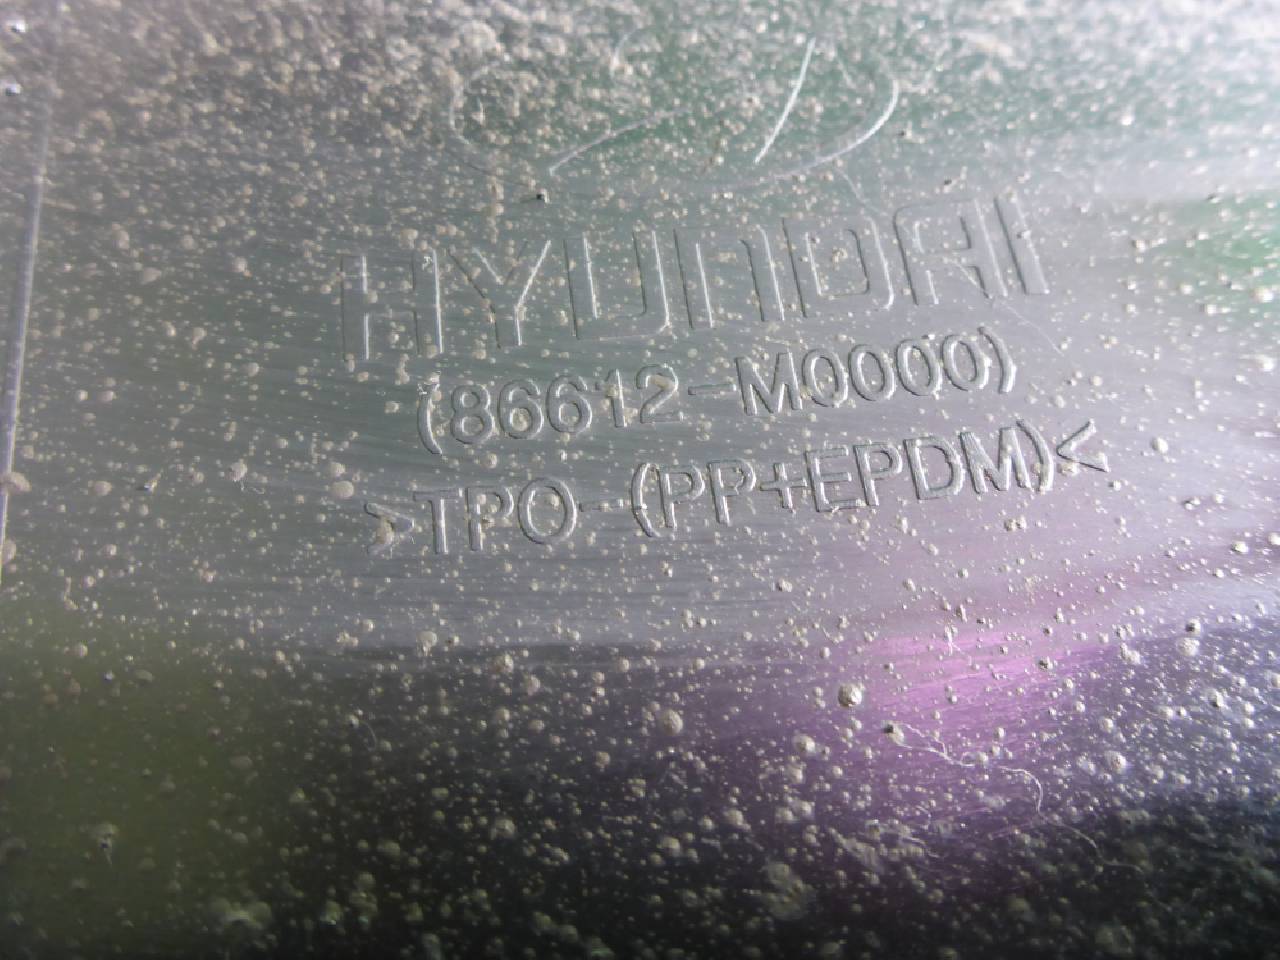 HYUNDAI
(86612-M0000)
>TPO-(PP+EPDM)<